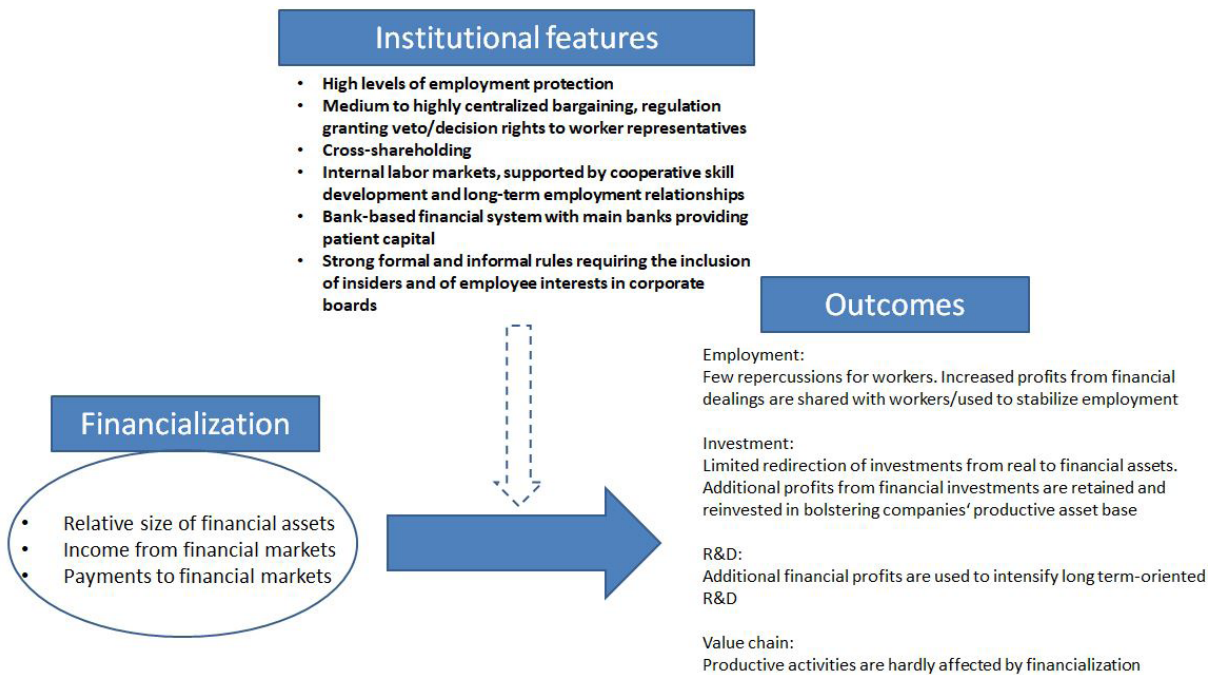 Institutional features
• High levels of employment protection
• Medium to highly centralized bargaining, regulation
granting veto/decision rights to worker representatives
• Cross-shareholding
• Internal labor markets, supported by cooperative skill
development and long-term employment relationships
• Bank-based financial system with main banks providing
patient capital
• Strong formal and informal rules requiring the inclusion
of insiders and of employee interests in corporate
boards
Financialization
• Relative size of financial assets
• Income from financial markets
• Payments to financial markets
Outcomes
Employment:
Few repercussions for workers. Increased profits from financial
dealings are shared with workers/used to stabilize employment
Investment:
Limited redirection of investments from real to financial assets.
Additional profits from financial investments are retained and
reinvested in bolstering companies‘ productive asset base
R&D:
Additional financial profits are used to intensify long term-oriented
R&D
Value chain:
Productive activities are hardly affected by financialization